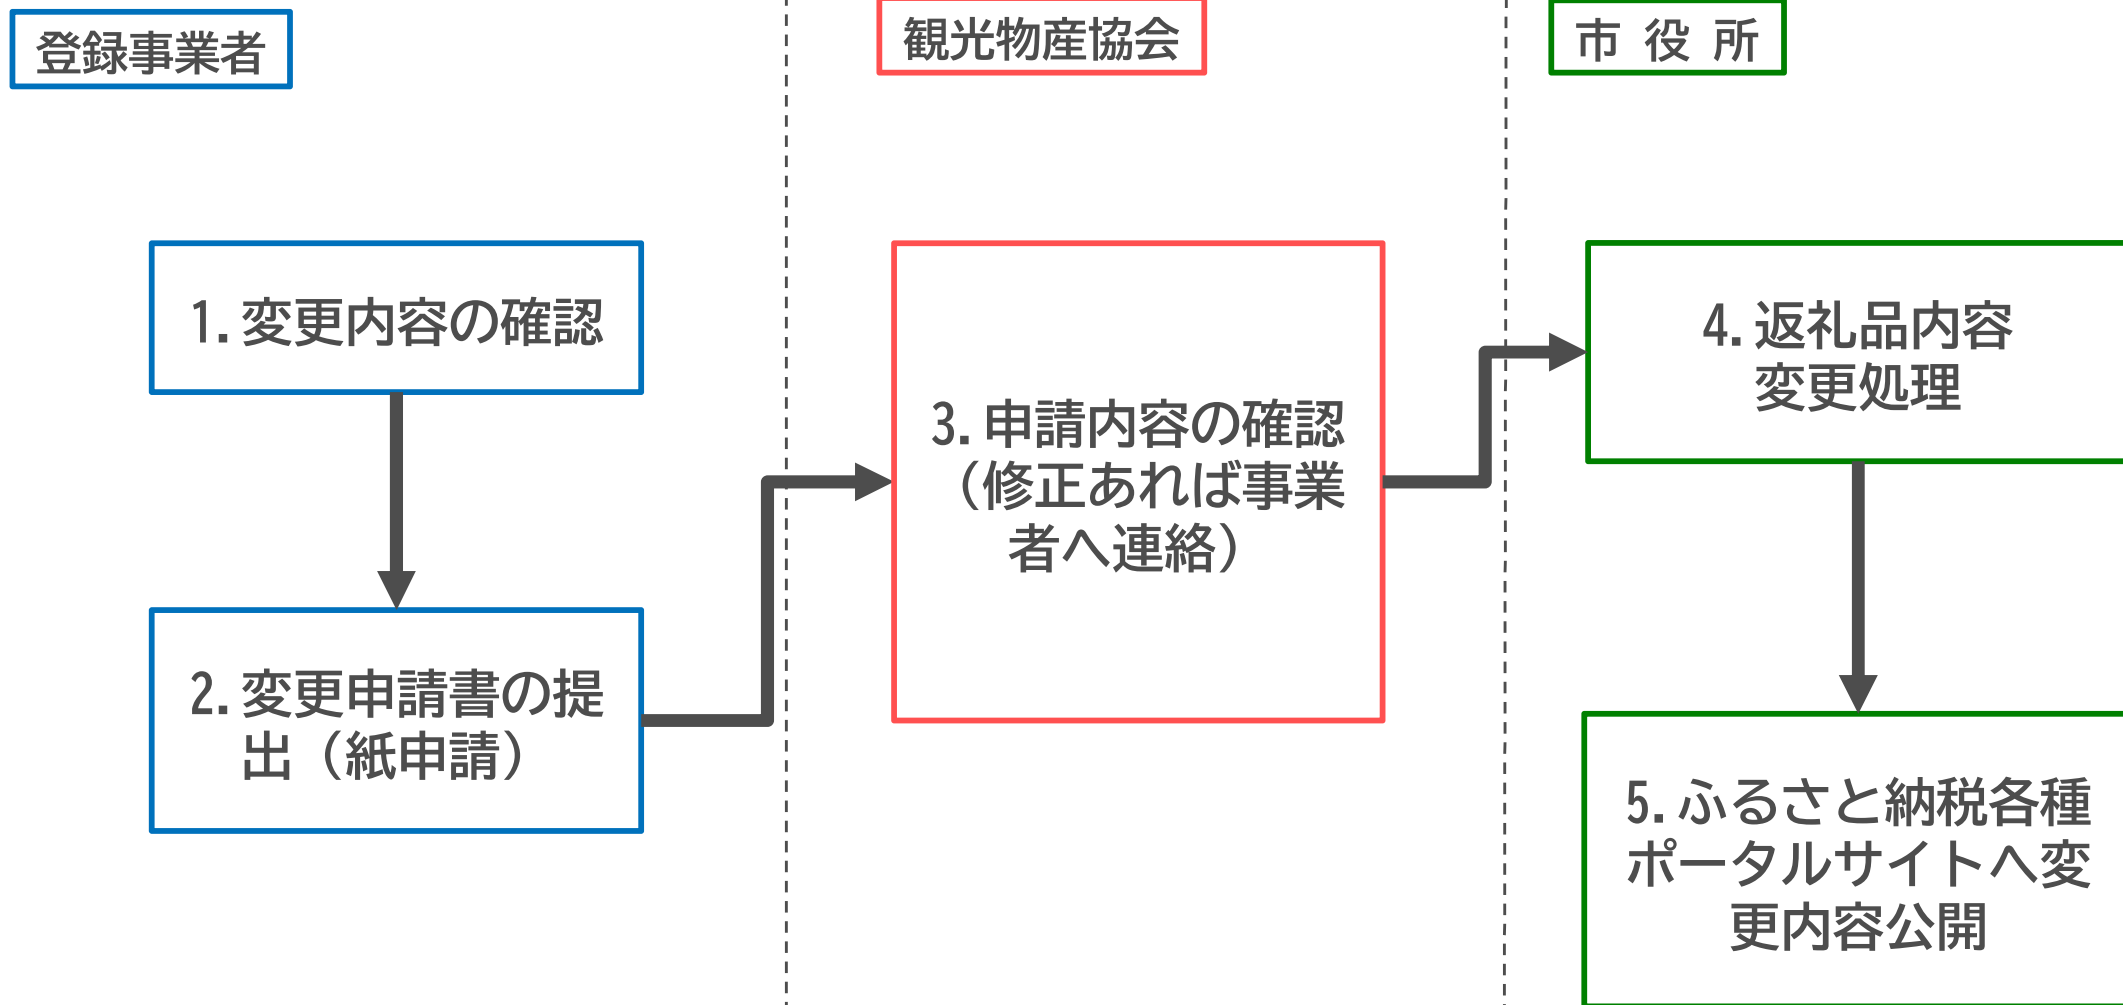 登録事業者
観光物産協会
市 役 所
1.変更内容の確認
2.変更申請書の提
出（紙申請）
3.申請内容の確認
（修正あれば事業
者へ連絡）
4.返礼品内容
変更処理
5.ふるさと納税各種
ポータルサイトへ変
更内容公開